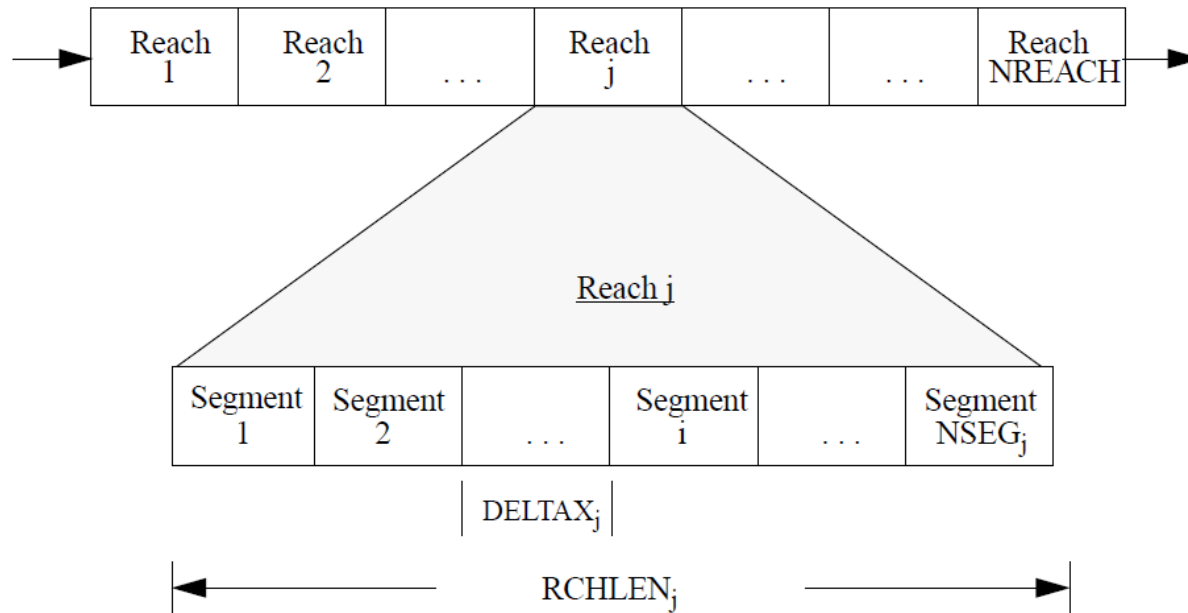 Reach 1
Reach 2
. . .
Reach j
. . .
. . .
Reach NREACH
Reach j
Segment 1
Segment 2
. . .
Segment i
. . .
Segment NSEGj
DELTAXj
RCHLENj